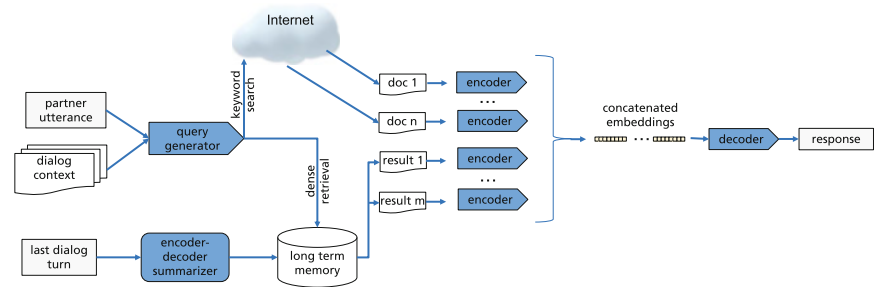 Internet
keyword
search
partner
utterance
dialog
context
query
generator
dense
retrieval
last dialog
turn
encoder-
decoder
summarizer
long term
memory
doc 1
encoder
...
doc n
encoder
result 1
encoder
...
result m
encoder
concatenated
embeddings
...
decoder
response